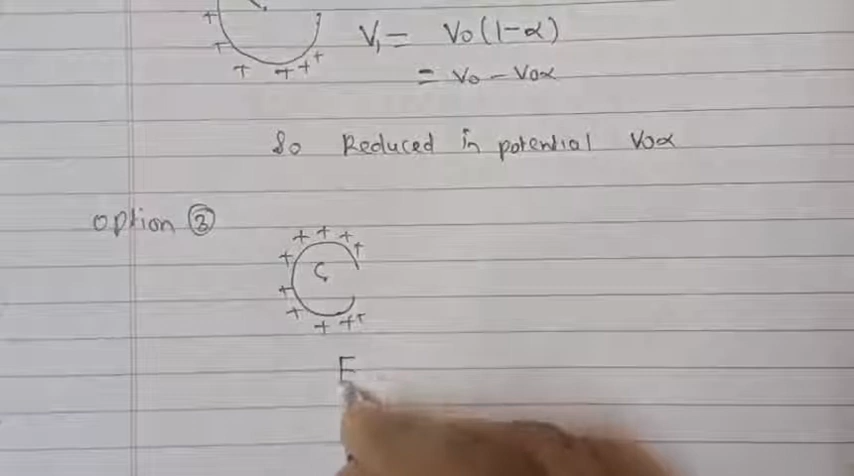 V₁ = V₀(1-α)
= V₀ - V₀α
So Reduced in potential V₀α
option ③
C
E